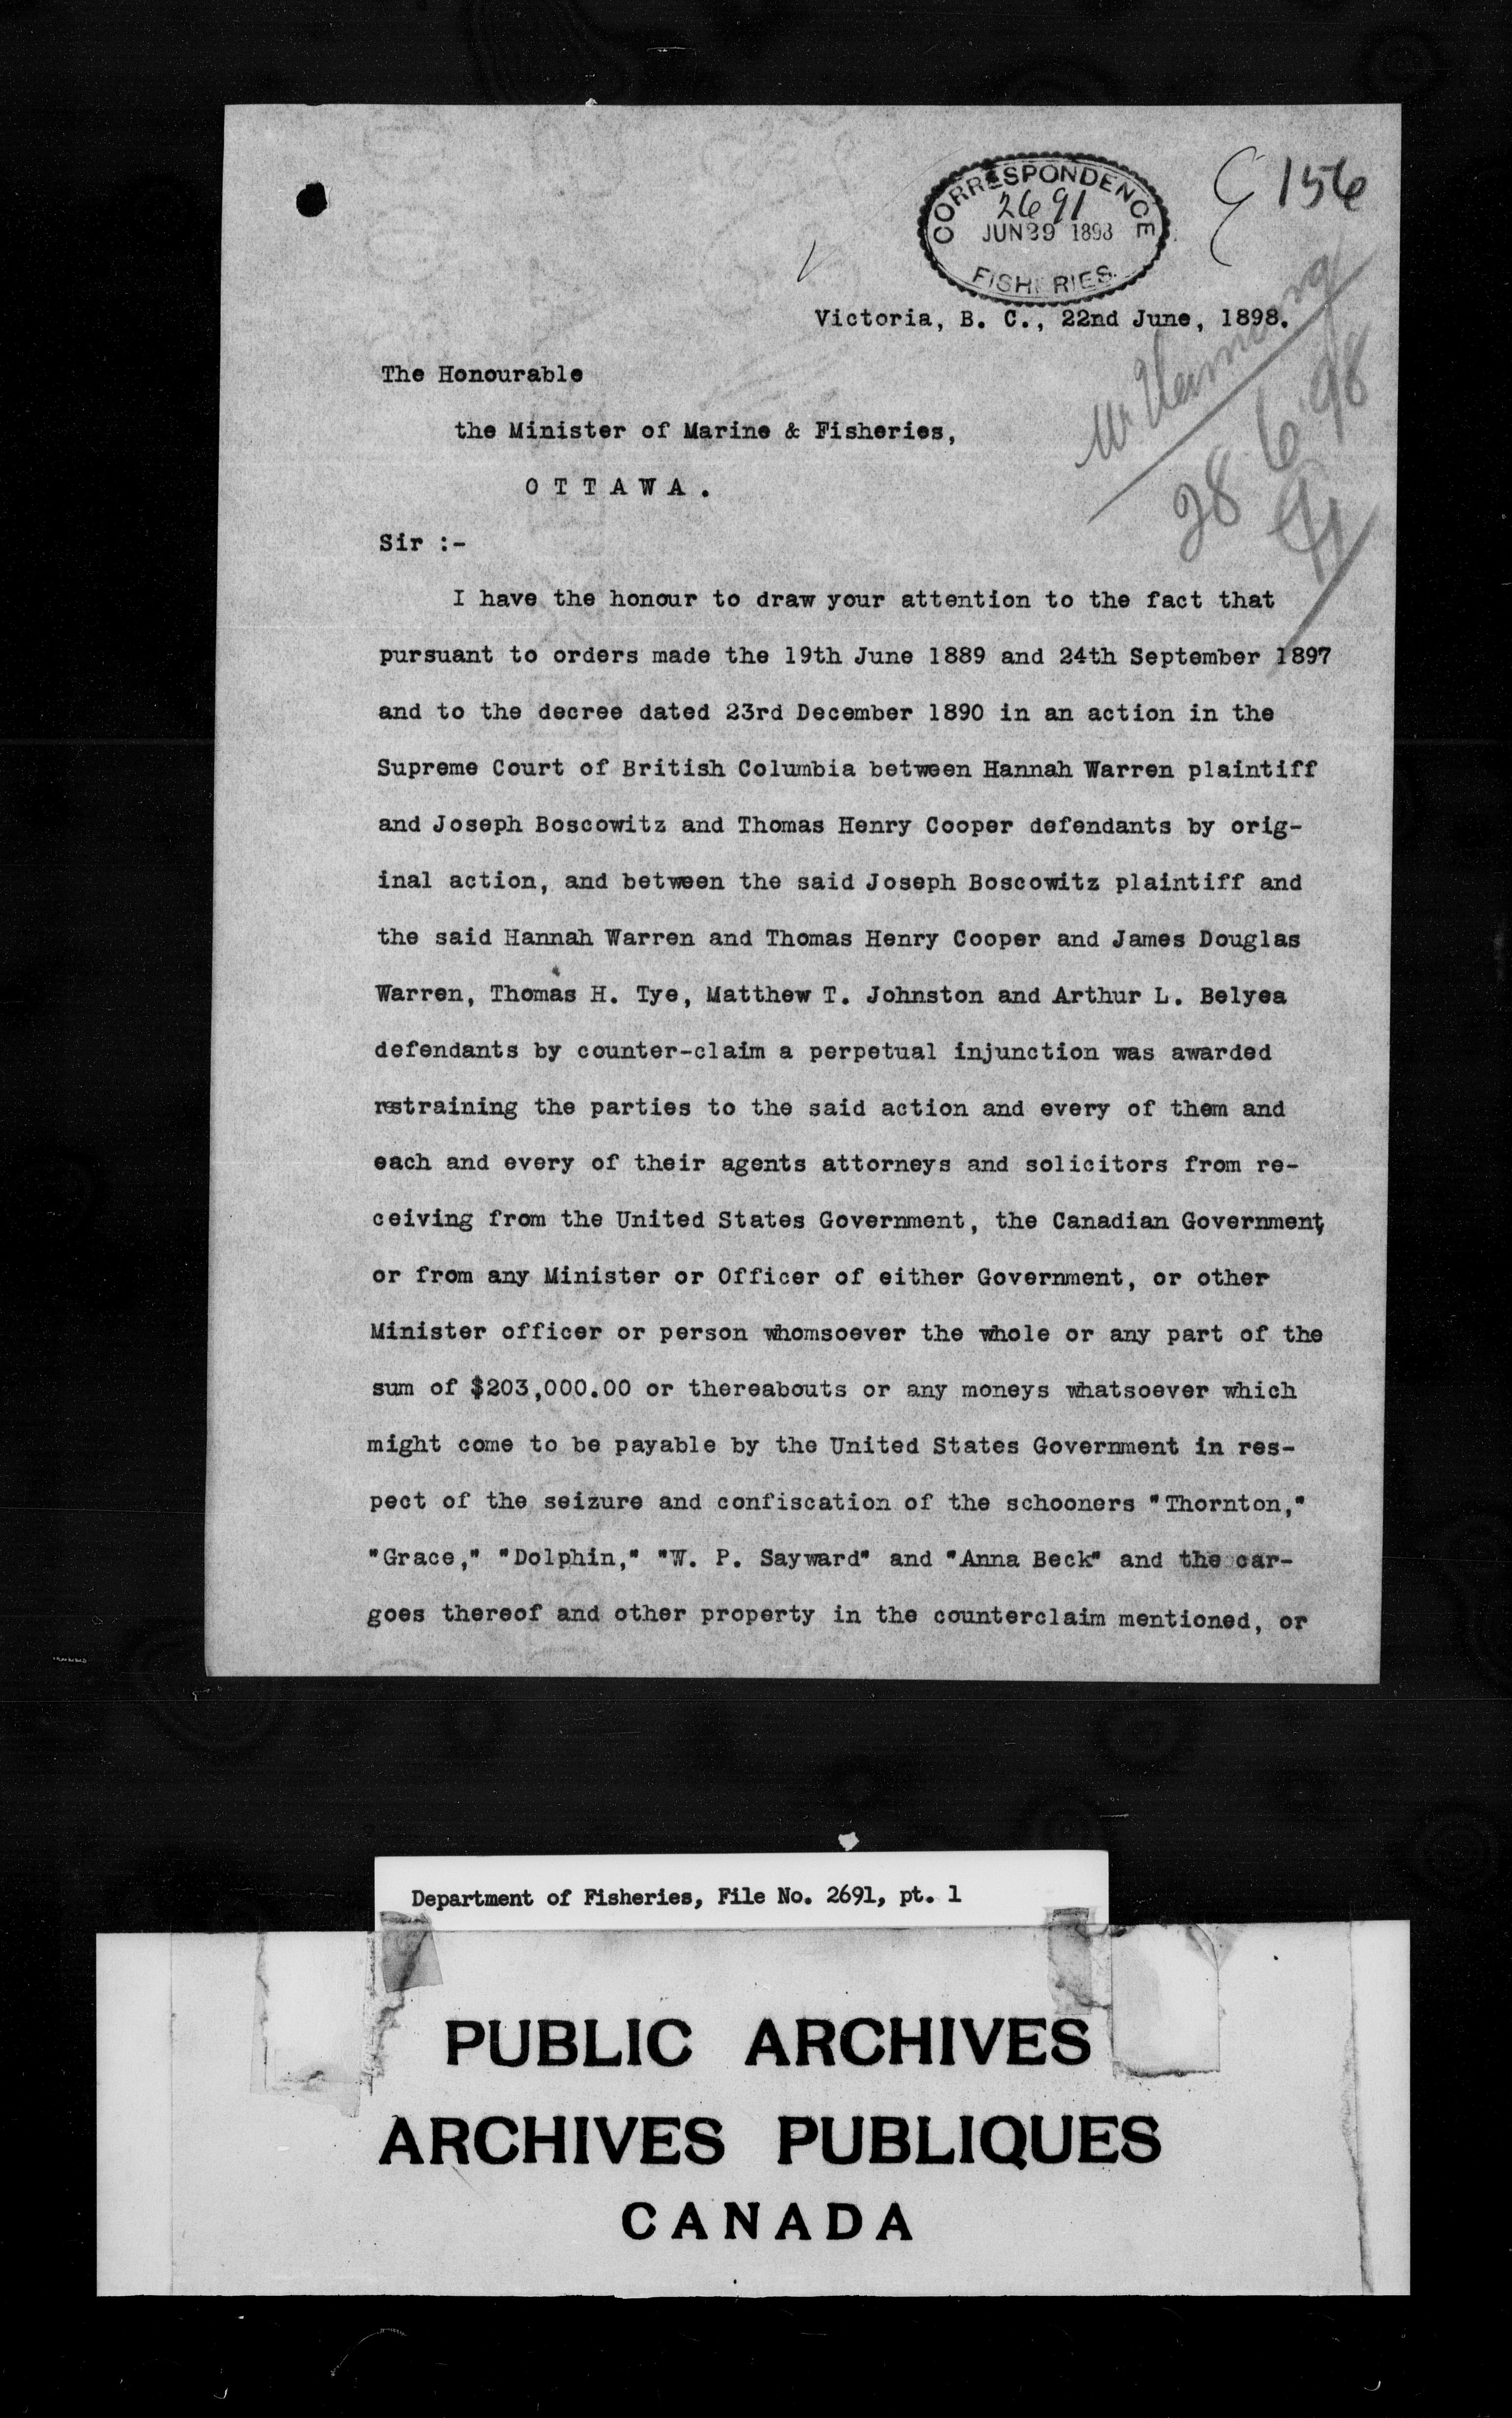 156
CORRESPONDENCE
2691
JUN 29 1898
FISHERIES.
Victoria, B. C., 22nd June, 1898.
The Honourable
the Minister of Marine & Fisheries,
OTTAWA.
28 6 98
Sir :-
I have the honour to draw your attention to the fact that
pursuant to orders made the 19th June 1889 and 24th September 1897
and to the decree dated 23rd December 1890 in an action in the
Supreme Court of British Columbia between Hannah Warren plaintiff
and Joseph Boscowitz and Thomas Henry Cooper defendants by orig-
inal action, and between the said Joseph Boscowitz plaintiff and
the said Hannah Warren and Thomas Henry Cooper and James Douglas
Warren, Thomas H. Tye, Matthew T. Johnston and Arthur L. Belyea
defendants by counter-claim a perpetual injunction was awarded
restraining the parties to the said action and every of them and
each and every of their agents attorneys and solicitors from re-
ceiving from the United States Government, the Canadian Government,
or from any Minister or Officer of either Government, or other
Minister officer or person whomsoever the whole or any part of the
sum of $203,000.00 or thereabouts or any moneys whatsoever which
might come to be payable by the United States Government in res-
pect of the seizure and confiscation of the schooners "Thornton,"
"Grace," "Dolphin," "W. P. Sayward" and "Anna Beck" and the car-
goes thereof and other property in the counterclaim mentioned, or
Department of Fisheries, File No. 2691, pt. 1
PUBLIC ARCHIVES
ARCHIVES PUBLIQUES
CANADA